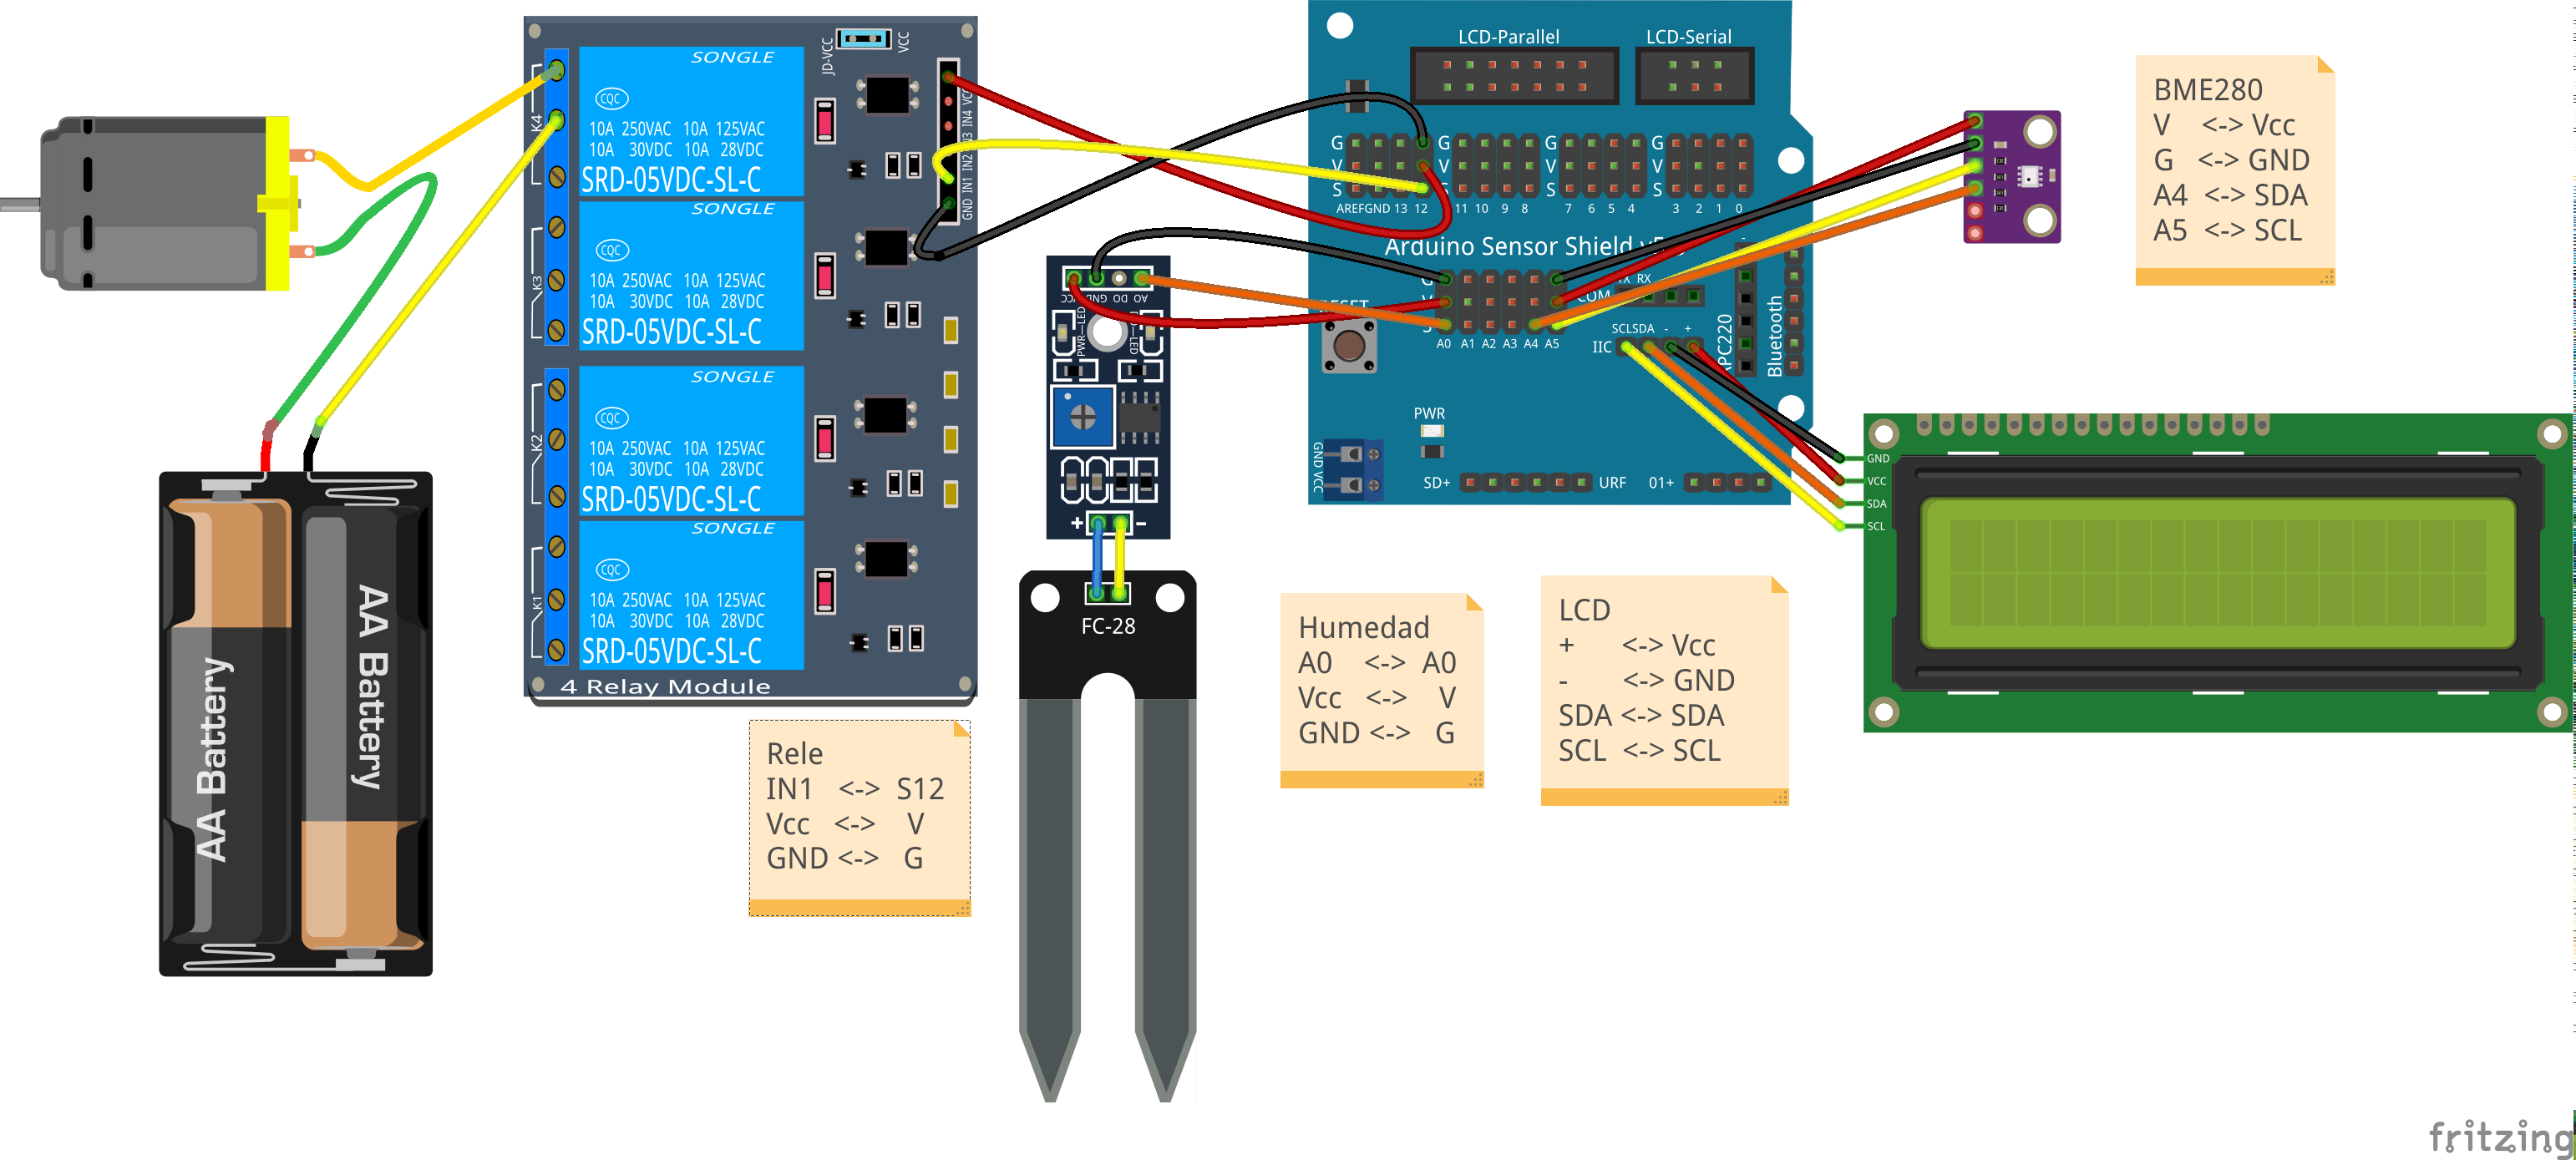 AA Battery
AA Battery
JD-VCC
VCC
SONGLE
CQC
10A 250VAC 10A 125VAC
10A 30VDC 10A 28VDC
SRD-05VDC-SL-C
K4
SONGLE
CQC
10A 250VAC 10A 125VAC
10A 30VDC 10A 28VDC
SRD-05VDC-SL-C
K3
SONGLE
CQC
10A 250VAC 10A 125VAC
10A 30VDC 10A 28VDC
SRD-05VDC-SL-C
K2
SONGLE
CQC
10A 250VAC 10A 125VAC
10A 30VDC 10A 28VDC
SRD-05VDC-SL-C
K1
GND IN1 IN2 IN4
4 Relay Module
Rele
IN1 <-> S12
Vcc <-> V
GND <-> G
AO DO GND VCC
PWR-LED
+ -
FC-28
LCD-Parallel
LCD-Serial
G G G G
V V V V
S S S
AREF GND 13 12 11 10 9 8 7 6 5 4 3 2 1 0
Arduino Sensor Shield
RX
COM
A0 A1 A2 A3 A4 A5
SCL SDA - +
IIC
Bluetooth
PWR
GND VCC
SD+
URF
01+
Humedad
A0 <-> A0
Vcc <-> V
GND <-> G
LCD
+ <-> Vcc
- <-> GND
SDA <-> SDA
SCL <-> SCL
BME280
V <-> Vcc
G <-> GND
A4 <-> SDA
A5 <-> SCL
GND
VCC
SDA
SCL
fritzing